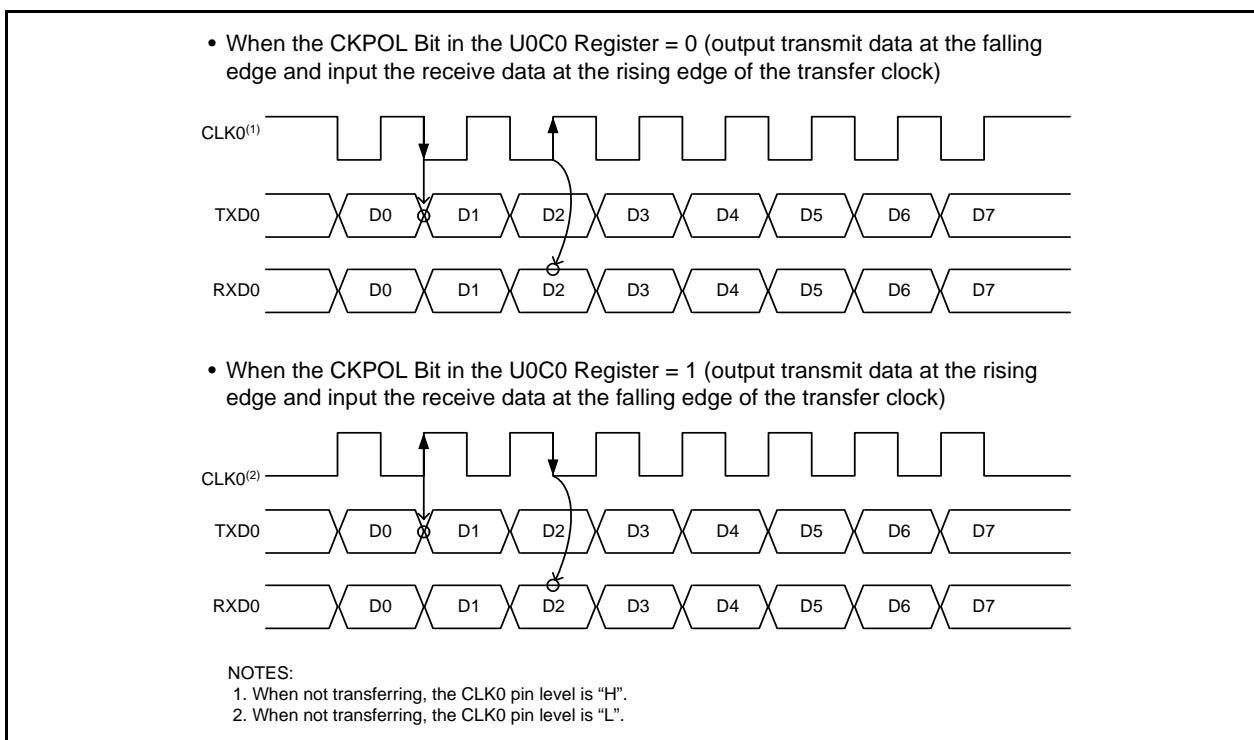 • When the CKPOL Bit in the U0C0 Register = 0 (output transmit data at the falling
edge and input the receive data at the rising edge of the transfer clock)
CLK0(1)
TXD0 D0 D1 D2 D3 D4 D5 D6 D7
RXD0 D0 D1 D2 D3 D4 D5 D6 D7
• When the CKPOL Bit in the U0C0 Register = 1 (output transmit data at the rising
edge and input the receive data at the falling edge of the transfer clock)
CLK0(2)
TXD0 D0 D1 D2 D3 D4 D5 D6 D7
RXD0 D0 D1 D2 D3 D4 D5 D6 D7
NOTES:
1. When not transferring, the CLK0 pin level is “H”.
2. When not transferring, the CLK0 pin level is “L”.